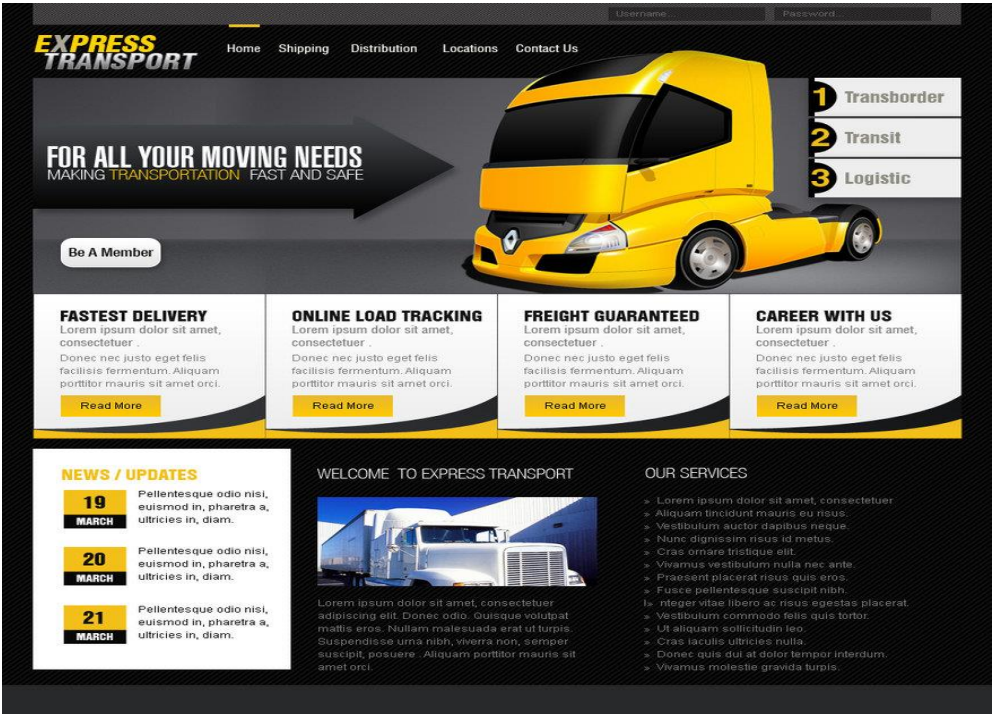 Username...
Password...
EXPRESS
TRANSPORT
Home Shipping Distribution Locations Contact Us
1 Transborder
2 Transit
3 Logistic
FOR ALL YOUR MOVING NEEDS
MAKING TRANSPORTATION FAST AND SAFE
Be A Member
FASTEST DELIVERY
Lorem ipsum dolor sit amet,
consectetuer .
Donec nec justo eget felis
facilisis fermentum. Aliquam
porttitor mauris sit amet orci.
Read More
ONLINE LOAD TRACKING
Lorem ipsum dolor sit amet,
consectetuer .
Donec nec justo eget felis
facilisis fermentum. Aliquam
porttitor mauris sit amet orci.
Read More
FREIGHT GUARANTEED
Lorem ipsum dolor sit amet,
consectetuer .
Donec nec justo eget felis
facilisis fermentum. Aliquam
porttitor mauris sit amet orci.
Read More
CAREER WITH US
Lorem ipsum dolor sit amet,
consectetuer .
Donec nec justo eget felis
facilisis fermentum. Aliquam
porttitor mauris sit amet orci.
Read More
NEWS / UPDATES
19
MARCH
Pellentesque odio nisi,
euismod in, pharetra a,
ultricies in, diam.
20
MARCH
Pellentesque odio nisi,
euismod in, pharetra a,
ultricies in, diam.
21
MARCH
Pellentesque odio nisi,
euismod in, pharetra a,
ultricies in, diam.
WELCOME TO EXPRESS TRANSPORT
Lorem ipsum dolor sit amet, consectetuer
adipiscing elit. Donec odio. Quisque volutpat
mattis eros. Nullam malesuada erat ut turpis.
Suspendisse urna nibh, viverra non, semper
suscipit, posuere . Aliquam porttitor mauris sit
amet orci.
OUR SERVICES
» Lorem ipsum dolor sit amet, consectetuer
» Aliquam tincidunt mauris eu risus.
» Vestibulum auctor dapibus neque.
» Nunc dignissim risus id metus.
» Cras ornare tristique elit.
» Vivamus vestibulum nulla nec ante.
» Praesent placerat risus quis eros.
» Fusce pellentesque suscipit nibh.
I» nteger vitae libero ac risus egestas placerat.
» Vestibulum commodo felis quis tortor.
» Ut aliquam sollicitudin leo.
» Cras iaculis ultricies nulla.
» Donec quis dui at dolor tempor interdum.
» Vivamus molestie gravida turpis.